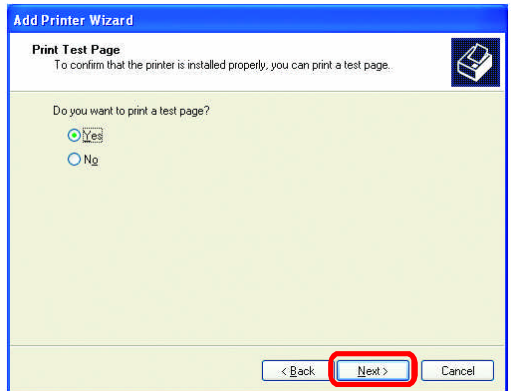 Add Printer Wizard
Print Test Page
To confirm that the printer is installed properly, you can print a test page.
Do you want to print a test page?
Yes
No
< Back
Next >
Cancel